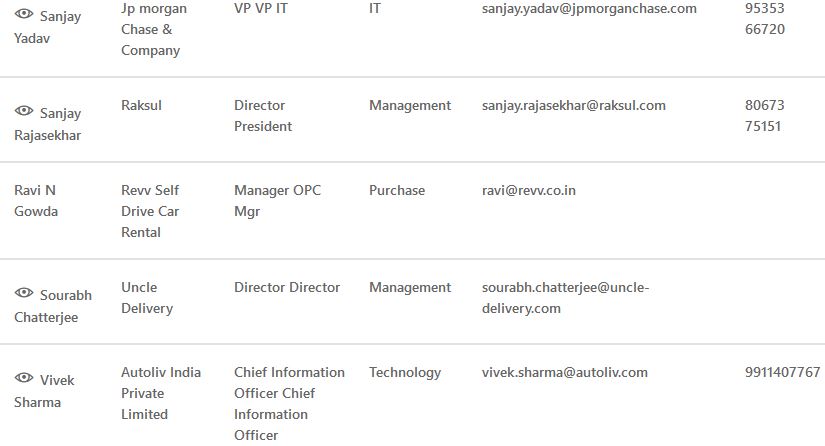 Sanjay Yadav Jp morgan Chase & Company VP VP IT IT sanjay.yadav@jpmorganchase.com 95353 66720
Sanjay Rajasekhar Raksul Director President Management sanjay.rajasekhar@raksul.com 80673 75151
Ravi N Gowda Revv Self Drive Car Rental Manager OPC Mgr Purchase ravi@revv.co.in
Sourabh Chatterjee Uncle Delivery Director Director Management sourabh.chatterjee@uncle-delivery.com
Vivek Sharma Autoliv India Private Limited Chief Information Officer Chief Information Officer Technology vivek.sharma@autoliv.com 9911407767